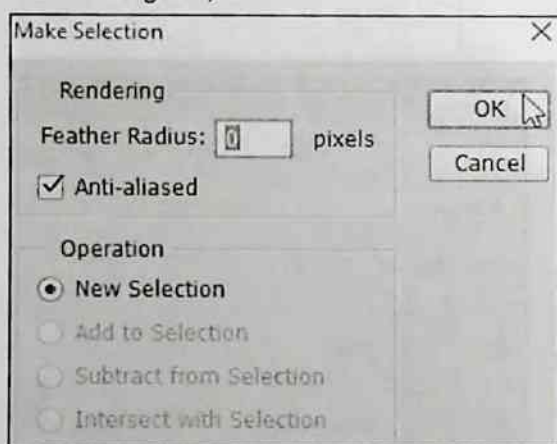 Make Selection
Rendering
Feather Radius: 0 pixels
Anti-aliased
OK
Cancel
Operation
New Selection
Add to Selection
Subtract from Selection
Intersect with Selection